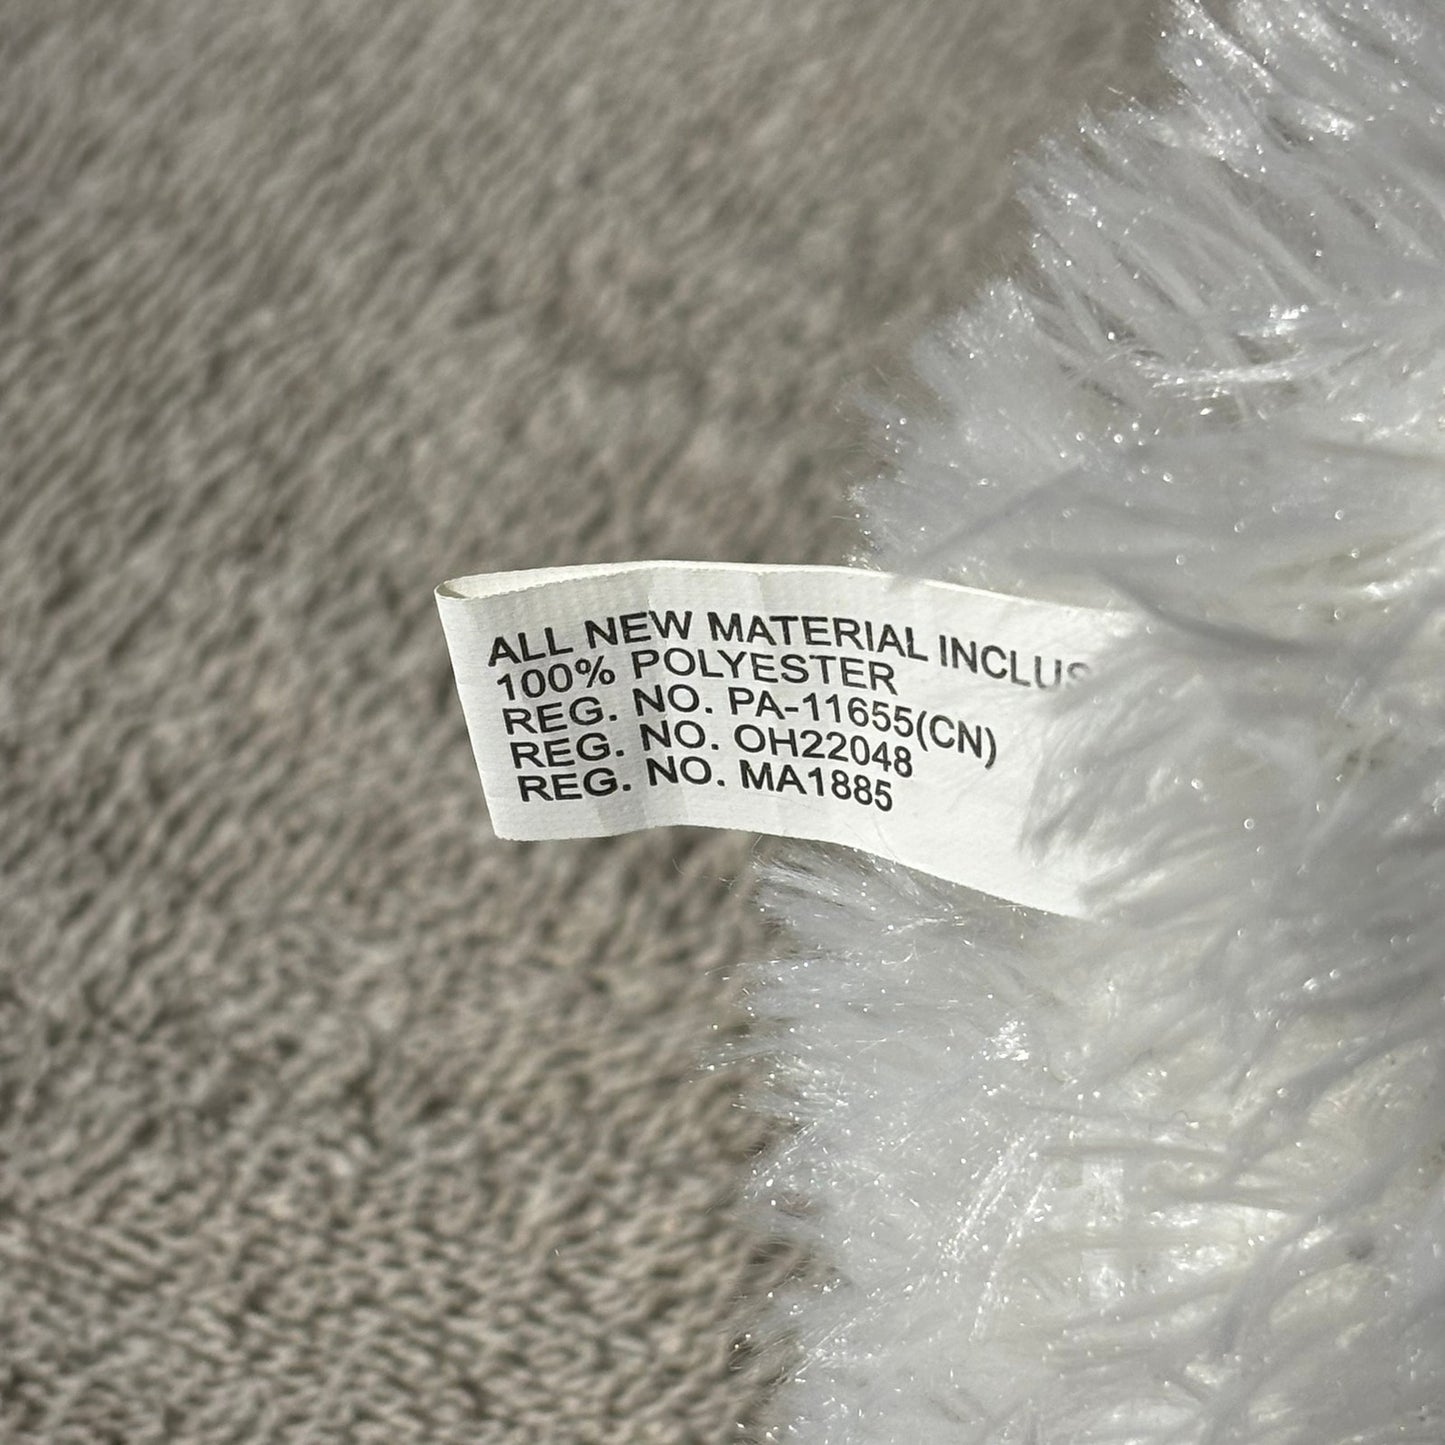 ALL NEW MATERIAL INCLUS
100% POLYESTER
REG. NO. PA-11655(CN)
REG. NO. OH22048
REG. NO. MA1885